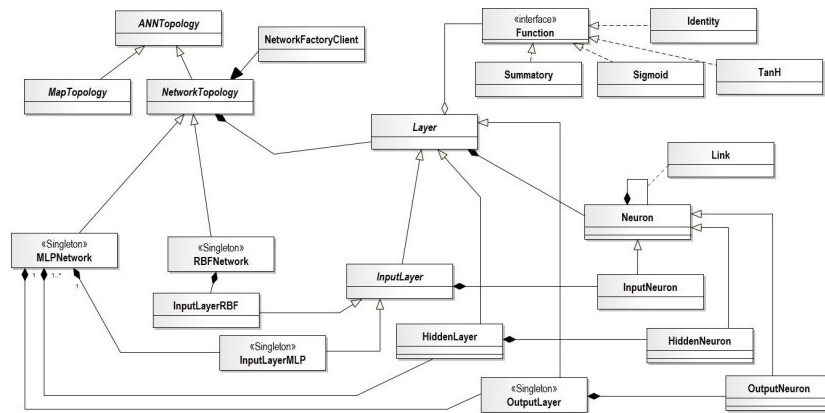 ANNTopology
«interface»
Function
Identity
NetworkFactoryClient
MapTopology
NetworkTopology
Summatory
Sigmoid
TanH
Layer
Link
Neuron
«Singleton»
MLPNetwork
«Singleton»
RBFNetwork
1
1..*
1
InputLayer
InputLayerRBF
InputNeuron
HiddenLayer
HiddenNeuron
«Singleton»
InputLayerMLP
«Singleton»
OutputLayer
OutputNeuron